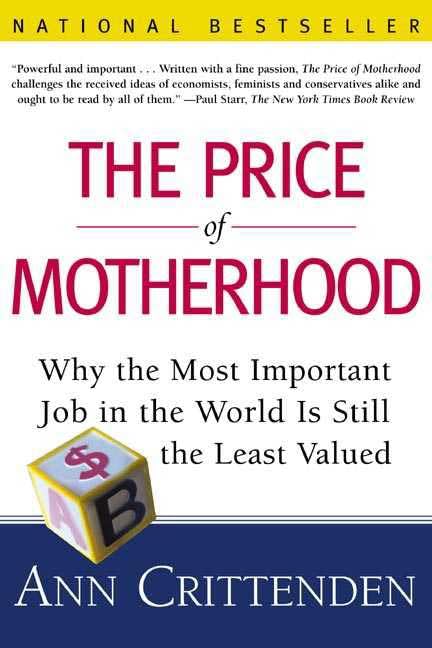 NATIONAL BESTSELLER
“Powerful and important . . . Written with a fine passion, The Price of Motherhood
challenges the received ideas of economists, feminists and conservatives alike and
ought to be read by all of them.” —Paul Starr, The New York Times Book Review
THE PRICE
of
MOTHERHOOD
Why the Most Important
Job in the World Is Still
the Least Valued
$
A B
ANN CRITTENDEN